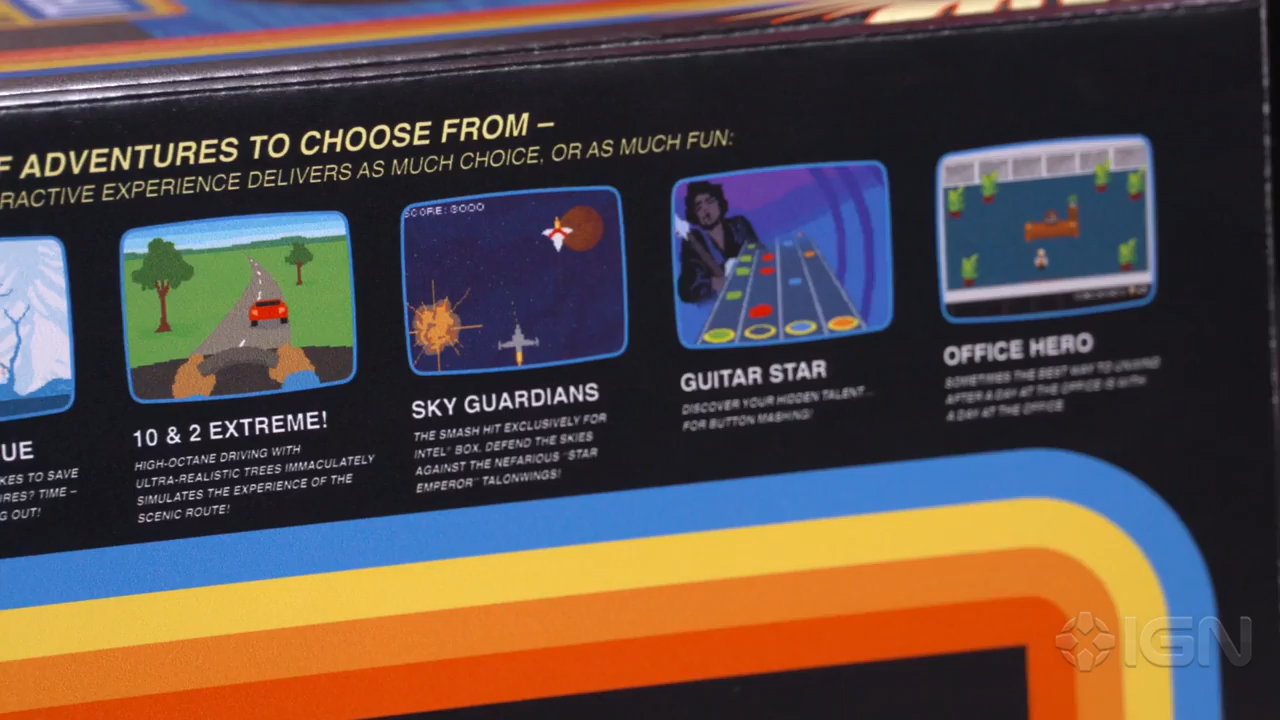 F ADVENTURES TO CHOOSE FROM –
RACTIVE EXPERIENCE DELIVERS AS MUCH CHOICE, OR AS MUCH FUN:
SCORE: 3000
UE
KES TO SAVE
IRES? TIME –
G OUT!
10 & 2 EXTREME!
HIGH-OCTANE DRIVING WITH
ULTRA-REALISTIC TREES IMMACULATELY
SIMULATES THE EXPERIENCE OF THE
SCENIC ROUTE!
SKY GUARDIANS
THE SMASH HIT EXCLUSIVELY FOR
INTEL® BOX. DEFEND THE SKIES
AGAINST THE NEFARIOUS "STAR
EMPEROR" TALONWINGS!
GUITAR STAR
DISCOVER YOUR HIDDEN TALENT...
FOR BUTTON MASHING!
OFFICE HERO
SOMETIMES THE BEST WAY TO UNWIND
AFTER A DAY AT THE OFFICE IS WITH
A DAY AT THE OFFICE
IGN